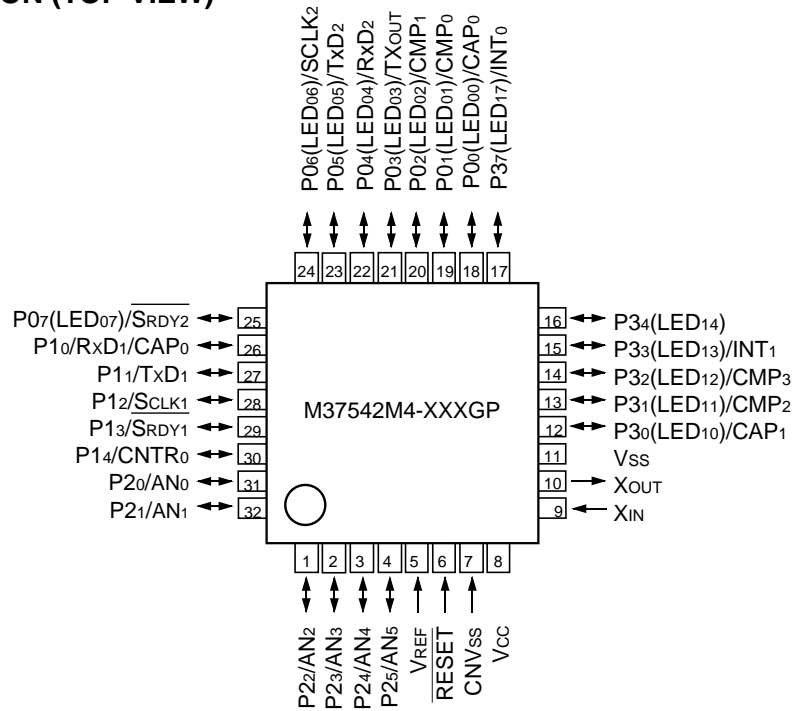 P06(LED06)/SCLK2
P05(LED05)/TxD2
P04(LED04)/RxD2
P03(LED03)/TXOUT
P02(LED02)/CMP1
P01(LED01)/CMP0
P00(LED00)/CAP0
P37(LED17)/INT0
24 23 22 21 20 19 18 17
P07(LED07)/SRDY2 25
P10/RxD1/CAP0 26
P11/TxD1 27
P12/SCLK1 28
P13/SRDY1 29
P14/CNTR0 30
P20/AN0 31
P21/AN1 32
M37542M4-XXXGP
16 P34(LED14)
15 P33(LED13)/INT1
14 P32(LED12)/CMP3
13 P31(LED11)/CMP2
12 P30(LED10)/CAP1
11 VSS
10 XOUT
9 XIN
1 2 3 4 5 6 7 8
P22/AN2
P23/AN3
P24/AN4
P25/AN5
VREF
RESET
CNVSS
VCC